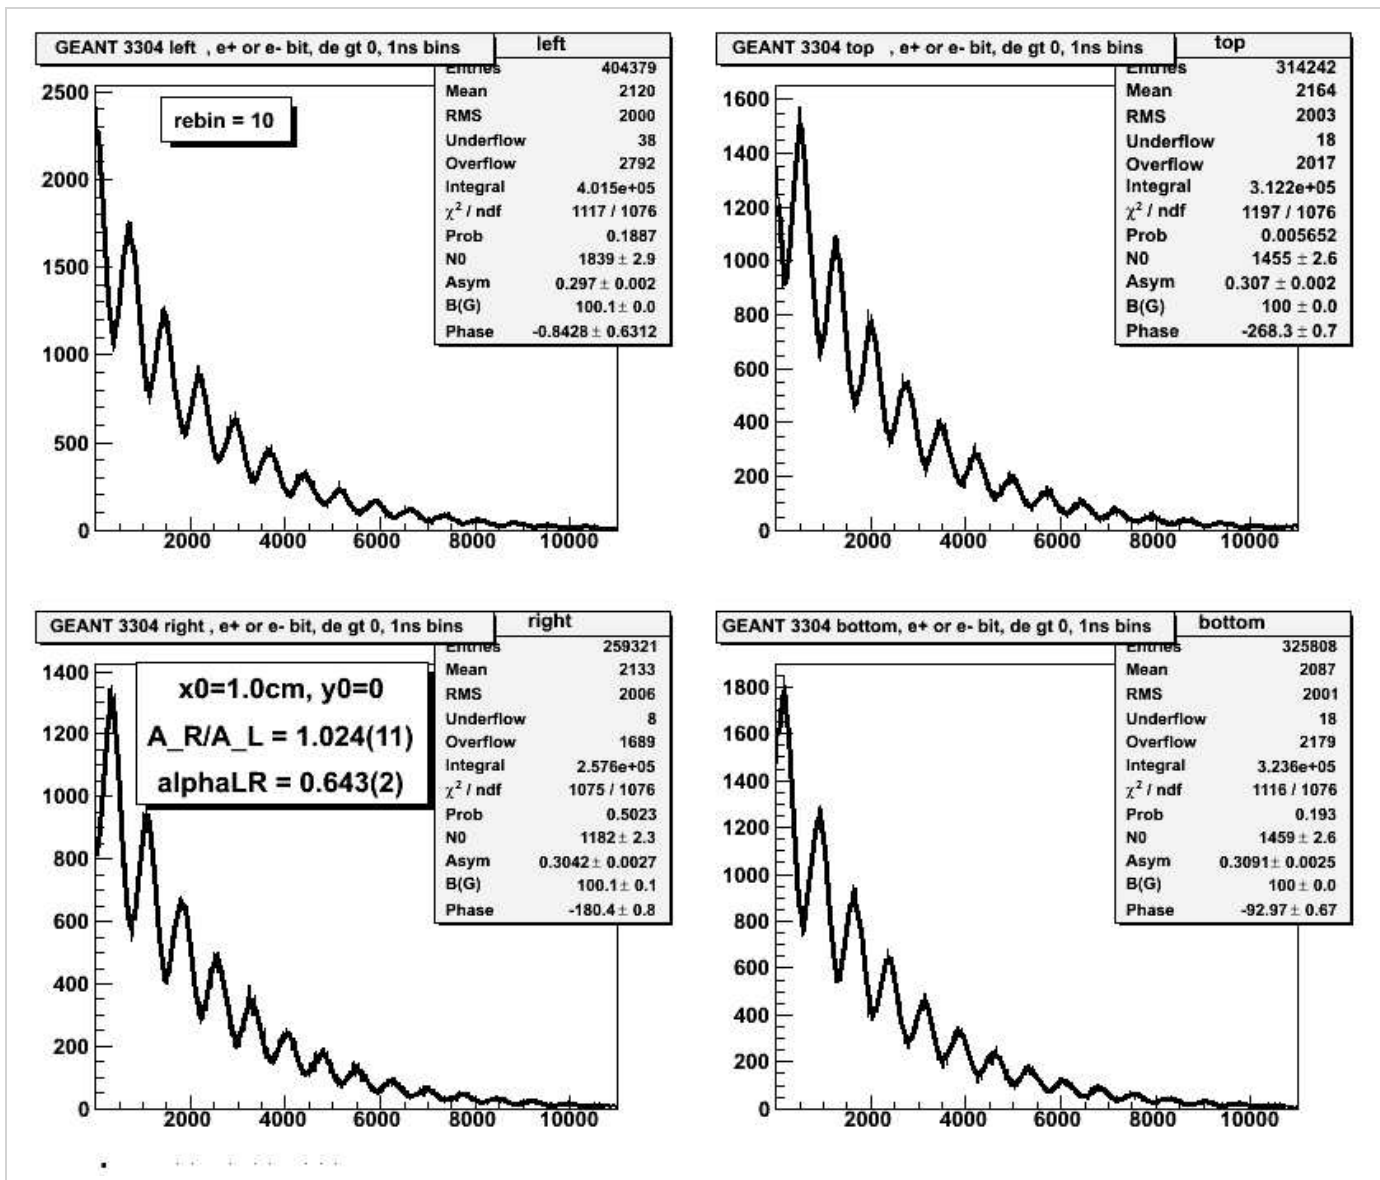 GEANT 3304 left , e+ or e- bit, de gt 0, 1ns bins
left
Entries 404379
Mean 2120
RMS 2000
Underflow 38
Overflow 2792
Integral 4.015e+05
χ² / ndf 1117 / 1076
Prob 0.1887
N0 1839 ± 2.9
Asym 0.297 ± 0.002
B(G) 100.1 ± 0.0
Phase -0.8428 ± 0.6312
rebin = 10
2500
2000
1500
1000
500
0
2000 4000 6000 8000 10000
GEANT 3304 top , e+ or e- bit, de gt 0, 1ns bins
top
Entries 314242
Mean 2164
RMS 2003
Underflow 18
Overflow 2017
Integral 3.122e+05
χ² / ndf 1197 / 1076
Prob 0.005652
N0 1455 ± 2.6
Asym 0.307 ± 0.002
B(G) 100 ± 0.0
Phase -268.3 ± 0.7
1600
1400
1200
1000
800
600
400
200
0
2000 4000 6000 8000 10000
GEANT 3304 right , e+ or e- bit, de gt 0, 1ns bins
right
Entries 259321
Mean 2133
RMS 2006
Underflow 8
Overflow 1689
Integral 2.576e+05
χ² / ndf 1075 / 1076
Prob 0.5023
N0 1182 ± 2.3
Asym 0.3042 ± 0.0027
B(G) 100.1 ± 0.1
Phase -180.4 ± 0.8
x0=1.0cm, y0=0
A_R/A_L = 1.024(11)
alphaLR = 0.643(2)
1400
1200
1000
800
600
400
200
0
2000 4000 6000 8000 10000
GEANT 3304 bottom, e+ or e- bit, de gt 0, 1ns bins
bottom
Entries 325808
Mean 2087
RMS 2001
Underflow 18
Overflow 2179
Integral 3.236e+05
χ² / ndf 1116 / 1076
Prob 0.193
N0 1459 ± 2.6
Asym 0.3091 ± 0.0025
B(G) 100 ± 0.0
Phase -92.97 ± 0.67
1800
1600
1400
1200
1000
800
600
400
200
0
2000 4000 6000 8000 10000